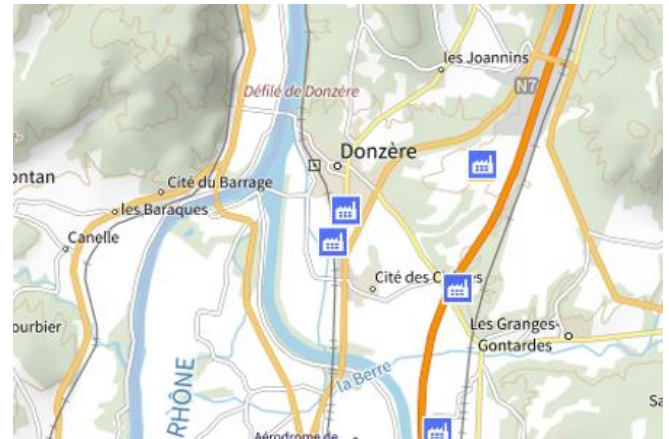 les Joannins
N7
Défilé de Donzère
Donzère
ontan
Cité du Barrage
les Baraques
Canelle
Cité des C
es
ourbier
Les Granges-
Gontardes
la Berre
RHÔNE
Sa
Aérodrome de